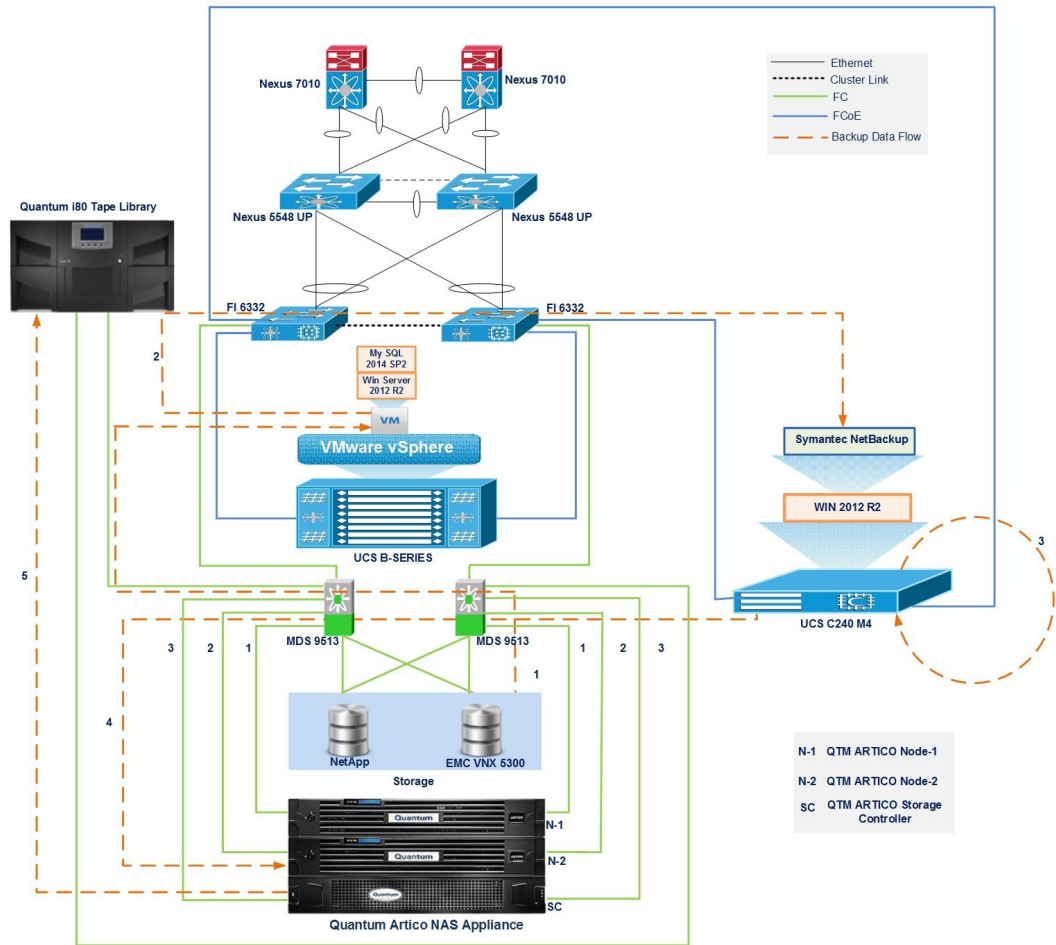 Ethernet
Cluster Link
FC
FCoE
Backup Data Flow
Nexus 7010
Nexus 7010
Nexus 5548 UP
Nexus 5548 UP
Quantum i80 Tape Library
FI 6332
FI 6332
2
My SQL
2014 SP2
Win Server
2012 R2
VM
VMware vSphere
Symantec NetBackup
WIN 2012 R2
3
UCS B-SERIES
5
UCS C240 M4
MDS 9513
MDS 9513
3
2
1
1
2
3
1
4
NetApp
EMC VNX 5300
Storage
Quantum
N-1
Quantum
N-2
Quantum
SC
Quantum Artico NAS Appliance
N-1 QTM ARTICO Node-1
N-2 QTM ARTICO Node-2
SC QTM ARTICO Storage
Controller